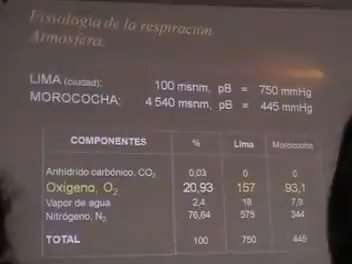 Fisiología de la respiración.
Atmósfera.
LIMA (ciudad): 100 msnm, pB = 750 mmHg
MOROCOCHA: 4 540 msnm, pB = 445 mmHg
COMPONENTES % Lima Morococha
Anhídrido carbónico, CO2 0,03 0 0
Oxígeno, O2 20,93 157 93,1
Vapor de agua 2,4 18 7,9
Nitrógeno, N2 76,64 575 344
TOTAL 100 750 445